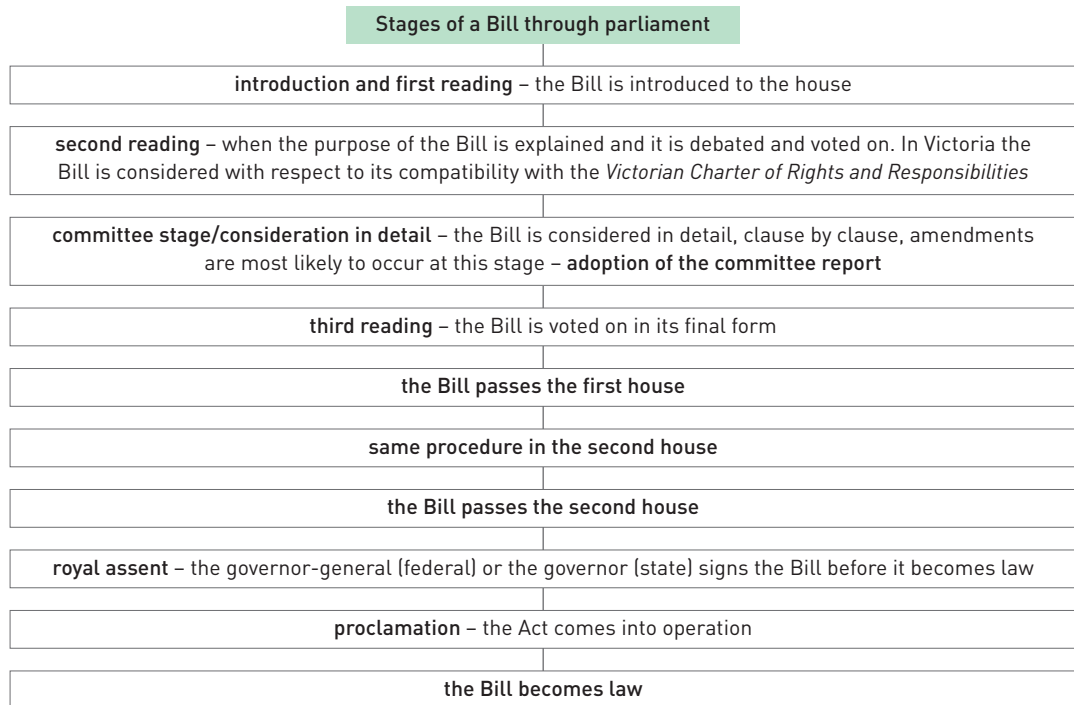 Stages of a Bill through parliament
introduction and first reading – the Bill is introduced to the house
second reading – when the purpose of the Bill is explained and it is debated and voted on. In Victoria the
Bill is considered with respect to its compatibility with the Victorian Charter of Rights and Responsibilities
committee stage/consideration in detail – the Bill is considered in detail, clause by clause, amendments
are most likely to occur at this stage – adoption of the committee report
third reading – the Bill is voted on in its final form
the Bill passes the first house
same procedure in the second house
the Bill passes the second house
royal assent – the governor-general (federal) or the governor (state) signs the Bill before it becomes law
proclamation – the Act comes into operation
the Bill becomes law